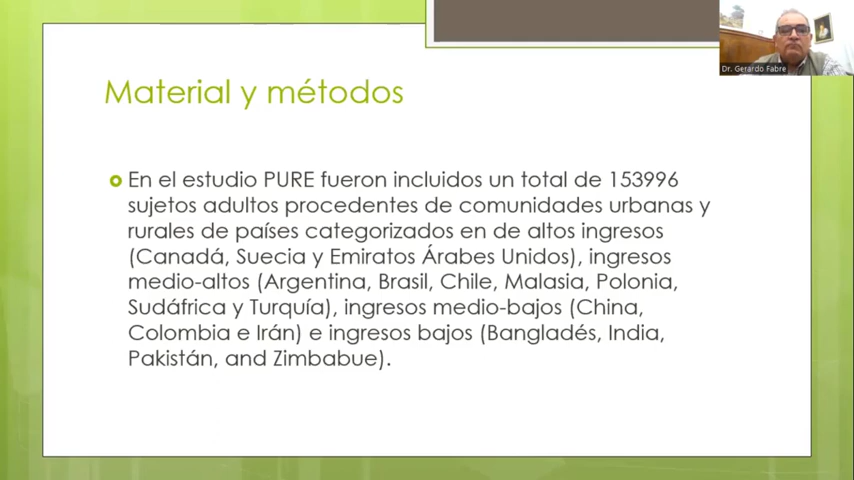 Dr. Gerardo Fabre
Material y métodos
En el estudio PURE fueron incluidos un total de 153996
sujetos adultos procedentes de comunidades urbanas y
rurales de países categorizados en de altos ingresos
(Canadá, Suecia y Emiratos Árabes Unidos), ingresos
medio-altos (Argentina, Brasil, Chile, Malasia, Polonia,
Sudáfrica y Turquía), ingresos medio-bajos (China,
Colombia e Irán) e ingresos bajos (Bangladés, India,
Pakistán, and Zimbabue).